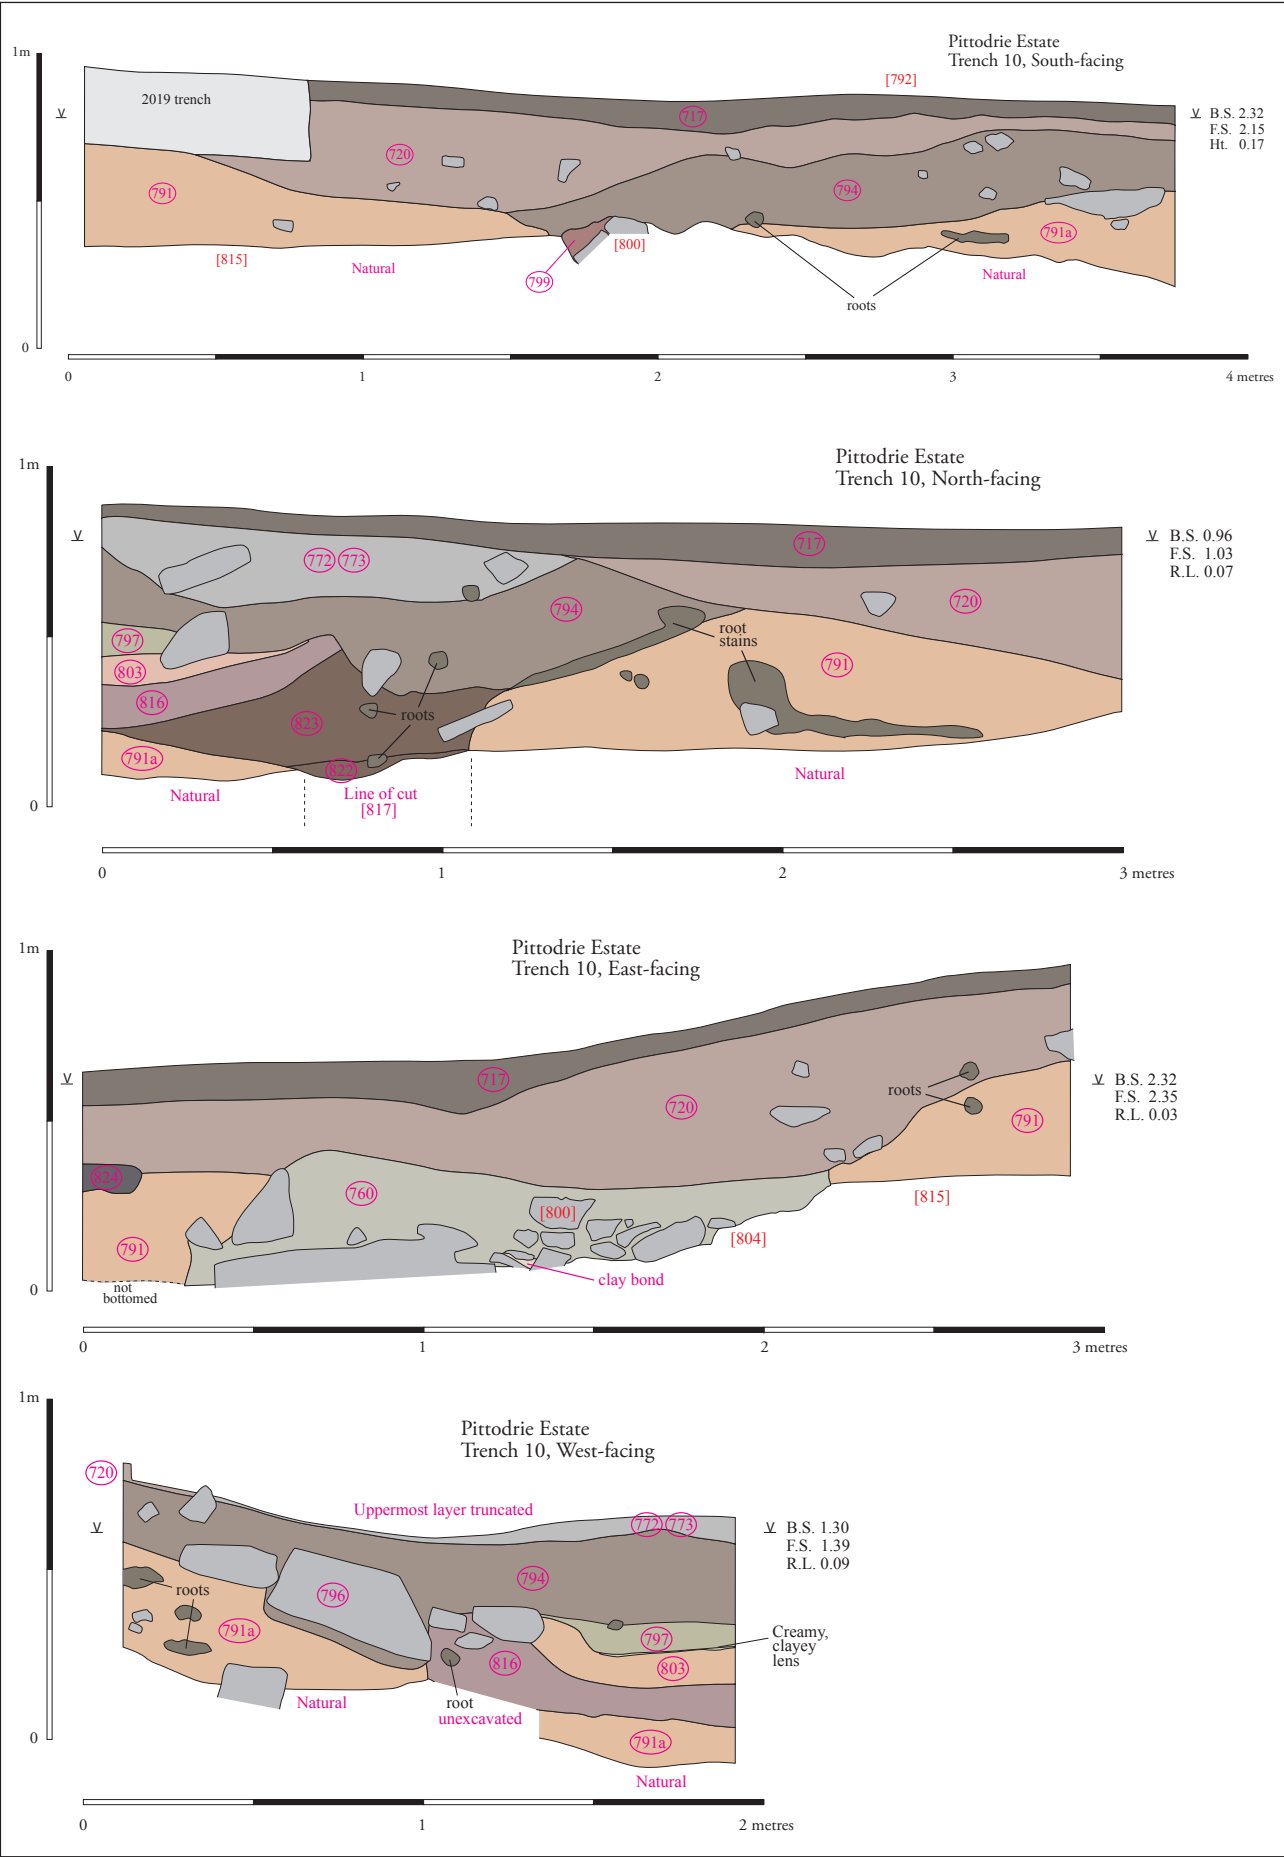 Pittodrie Estate
Trench 10, South-facing
1m
[792]
2019 trench
717
B.S. 2.32
F.S. 2.15
Ht. 0.17
720
791
794
[815]
Natural
799
[800]
791a
Natural
roots
0
0 1 2 3 4 metres
Pittodrie Estate
Trench 10, North-facing
1m
717
B.S. 0.96
F.S. 1.03
R.L. 0.07
772 773
794
720
797
root
stains
803
791
816
roots
823
791a
822
Natural
Line of cut
[817]
Natural
0
0 1 2 3 metres
Pittodrie Estate
Trench 10, East-facing
1m
717
B.S. 2.32
F.S. 2.35
R.L. 0.03
roots
720
791
824
760
[815]
[800]
[804]
791
clay bond
not
bottomed
0
0 1 2 3 metres
Pittodrie Estate
Trench 10, West-facing
1m
720
Uppermost layer truncated
772 773
B.S. 1.30
F.S. 1.39
R.L. 0.09
794
roots
796
791a
797
Creamy,
clayey
lens
816
803
Natural
root
unexcavated
791a
0
Natural
0 1 2 metres